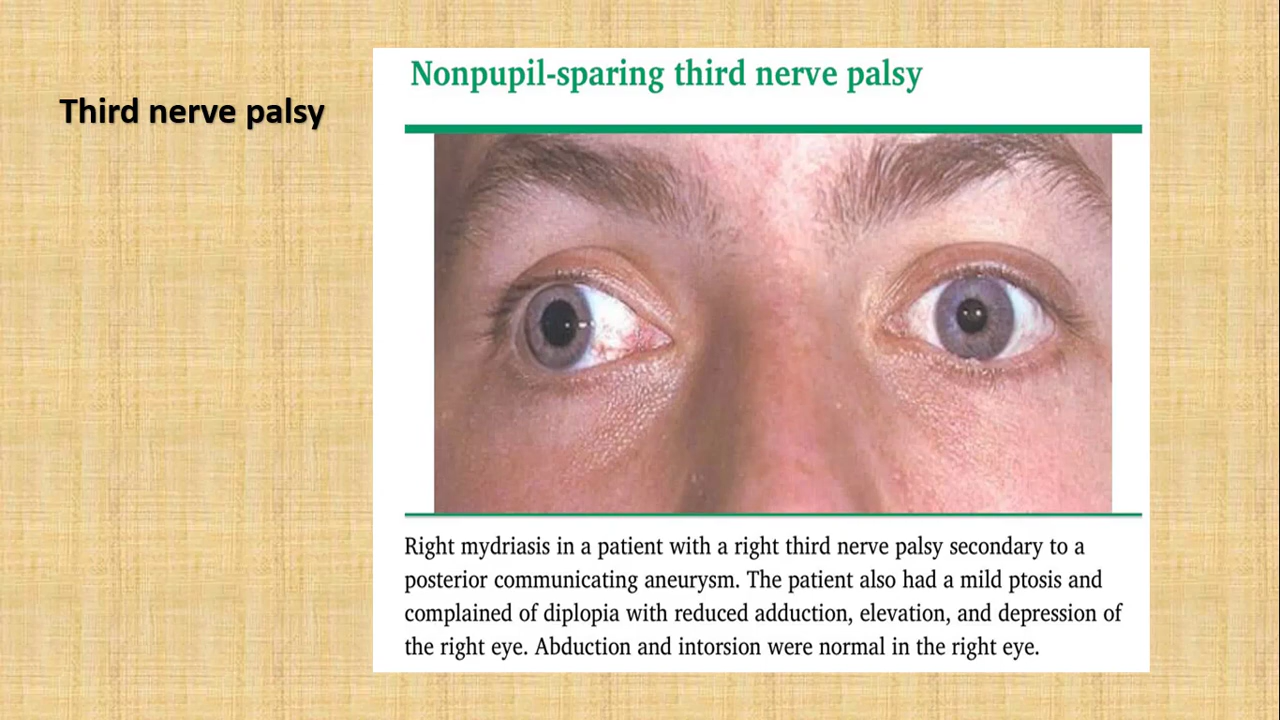 Third nerve palsy
Nonpupil-sparing third nerve palsy
Right mydriasis in a patient with a right third nerve palsy secondary to a
posterior communicating aneurysm. The patient also had a mild ptosis and
complained of diplopia with reduced adduction, elevation, and depression of
the right eye. Abduction and intorsion were normal in the right eye.